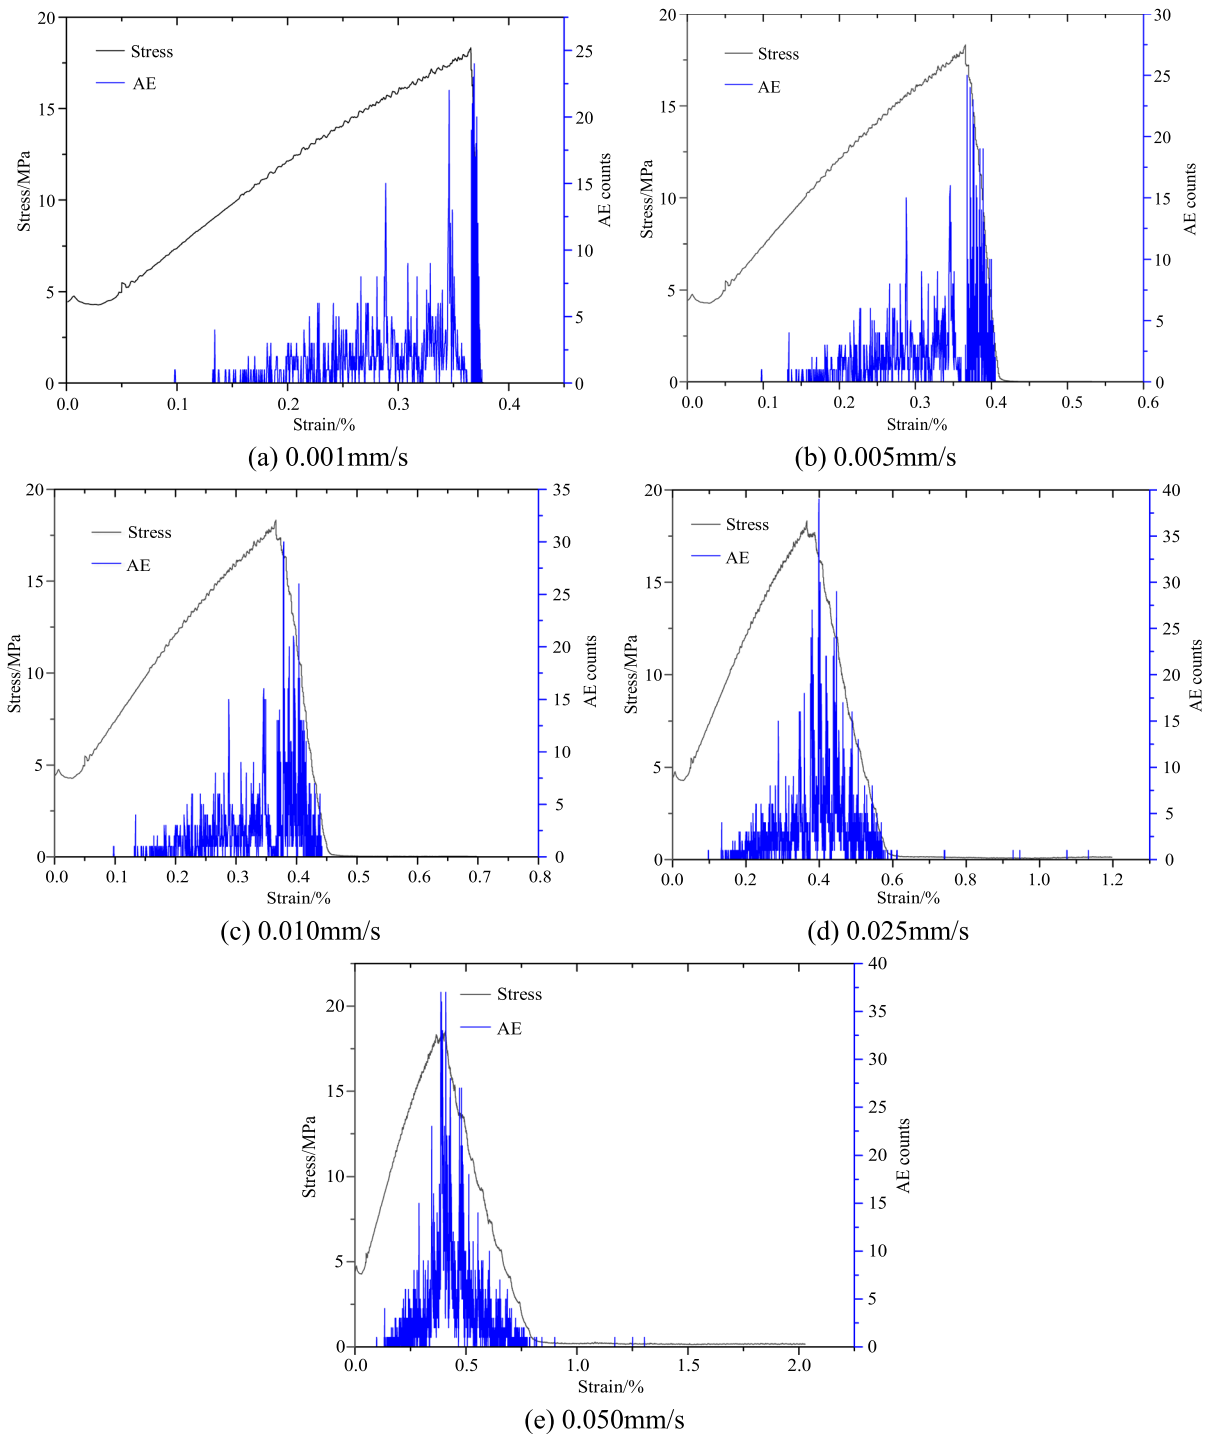 20
15
10
5
0
Stress/MPa
Stress
AE
25
20
15
10
5
0
AE counts
0.0 0.1 0.2 0.3 0.4
Strain/%
(a) 0.001mm/s
20
15
10
5
0
Stress/MPa
Stress
AE
30
25
20
15
10
5
0
AE counts
0.0 0.1 0.2 0.3 0.4 0.5 0.6
Strain/%
(b) 0.005mm/s
20
15
10
5
0
Stress/MPa
Stress
AE
35
30
25
20
15
10
5
0
AE counts
0.0 0.1 0.2 0.3 0.4 0.5 0.6 0.7 0.8
Strain/%
(c) 0.010mm/s
20
15
10
5
0
Stress/MPa
Stress
AE
40
35
30
25
20
15
10
5
0
AE counts
0.0 0.2 0.4 0.6 0.8 1.0 1.2
Strain/%
(d) 0.025mm/s
20
15
10
5
0
Stress/MPa
Stress
AE
40
35
30
25
20
15
10
5
0
AE counts
0.0 0.5 1.0 1.5 2.0
Strain/%
(e) 0.050mm/s